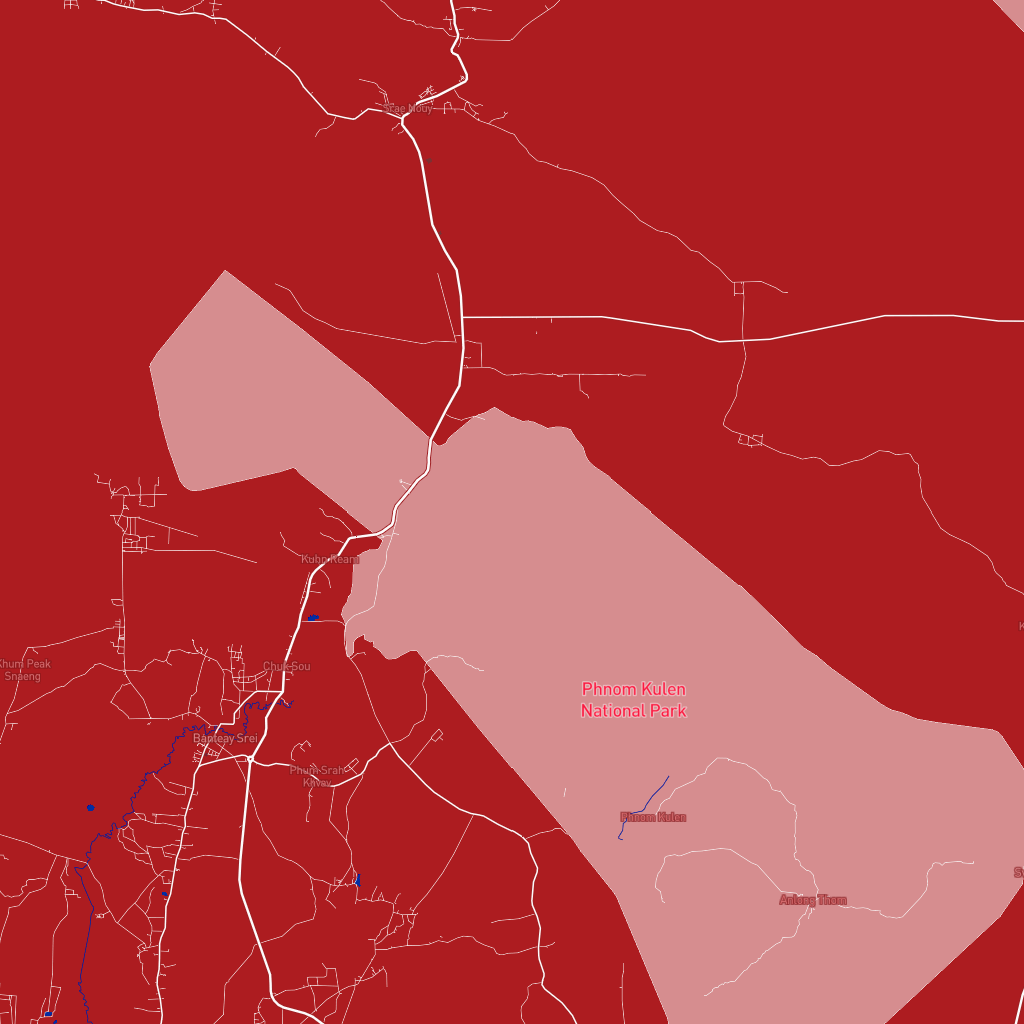 Srae Nouy
Kuhn Ream
Khum Peak
Snaeng
Chuk Sou
Phnom Kulen
National Park
Banteay Srei
Phum Srah
Khvav
Phnom Kulen
Anlong Thom